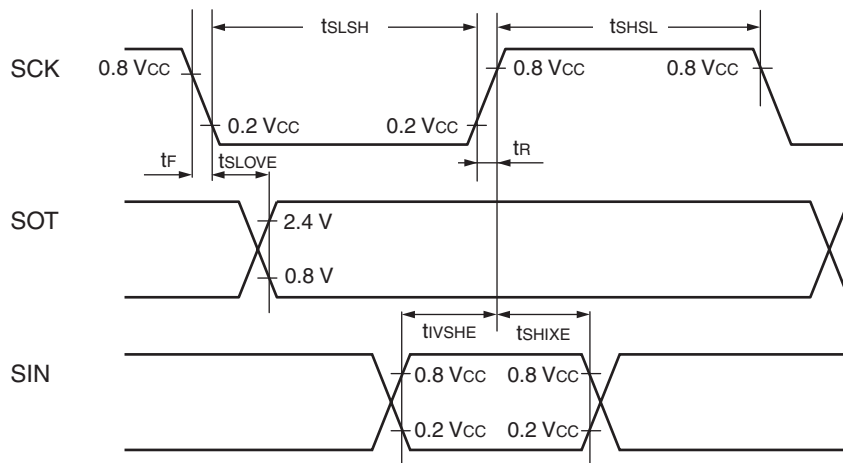 tSLSH
tSHSL
SCK
0.8 VCC
0.8 VCC
0.8 VCC
0.2 VCC
0.2 VCC
tF
tSLOVE
tR
SOT
2.4 V
0.8 V
tIVSHE
tSHIXE
SIN
0.8 VCC
0.8 VCC
0.2 VCC
0.2 VCC